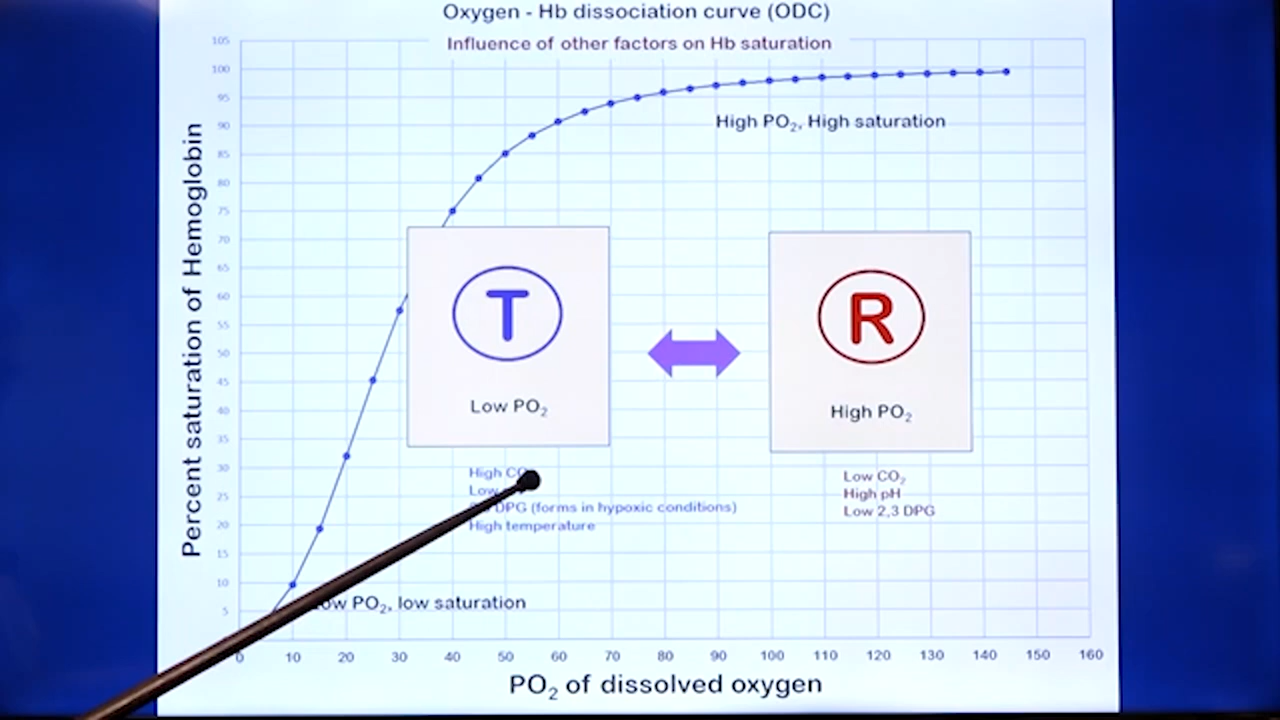 Oxygen - Hb dissociation curve (ODC)
Influence of other factors on Hb saturation
105
100
95
90
85
80
75
70
65
60
55
50
45
40
35
30
25
20
15
10
5
Percent saturation of Hemoglobin
High PO₂, High saturation
T
Low PO₂
R
High PO₂
High
Low
DPG (forms in hypoxic conditions)
High temperature
Low CO₂
High pH
Low 2,3 DPG
PO₂, low saturation
0 10 20 30 40 50 60 70 80 90 100 110 120 130 140 150 160
PO₂ of dissolved oxygen